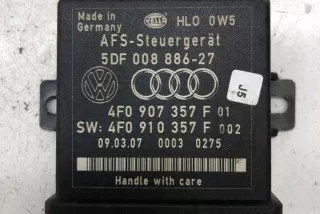 Made in
Germany
HELLA
HLO 0W5
AFS-Steuergerät
5DF 008 886-27
J5
4F0 907 357 F 01
SW: 4F0 910 357 F 002
09.03.07 0003 0275
Handle with care